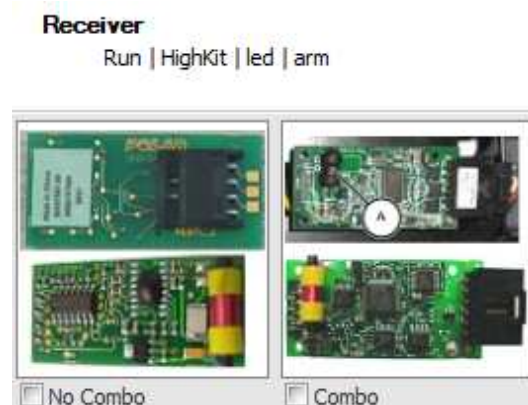 Receiver
Run | HighKit | led | arm
A
No Combo
Combo